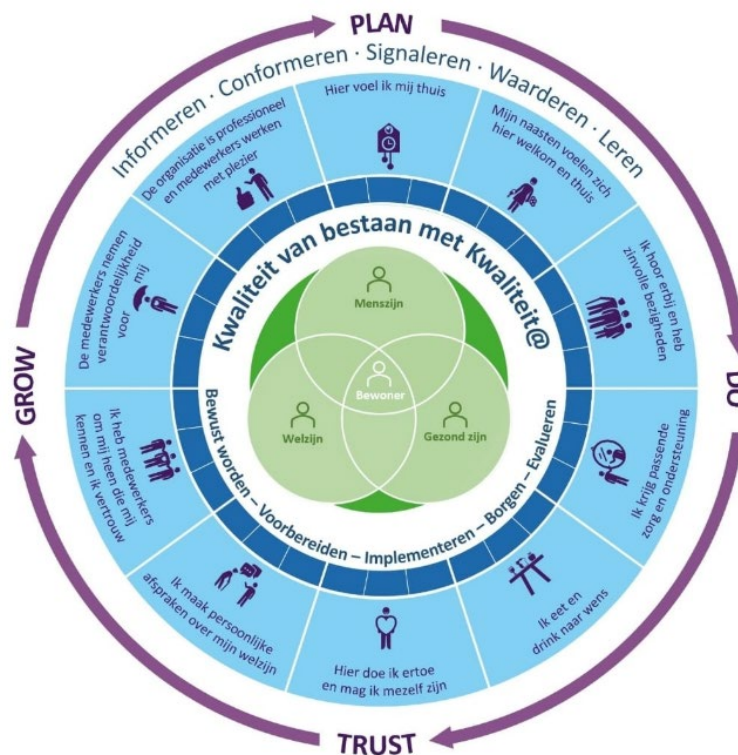 PLAN
Informeren · Conformeren · Signaleren · Waarderen · Leren
Hier voel ik mij thuis
Mijn naasten voelen zich
hier welkom en thuis
Ik hoor erbij en heb
zinvolle bezigheden
DO
Ik krijg passende
zorg en ondersteuning
Ik eet en
drink naar wens
Hier doe ik ertoe
en mag ik mezelf zijn
TRUST
Ik maak persoonlijke
afspraken over mijn welzijn
Ik heb medewerkers
om mij heen die mij
kennen en ik vertrouw
GROW
De medewerkers nemen
verantwoordelijkheid
voor mij
De organisatie is professioneel
en medewerkers werken
met plezier
Kwaliteit van bestaan met Kwaliteit@
Menszijn
Bewoner
Welzijn
Gezond zijn
Bewust worden – Voorbereiden – Implementeren – Borgen – Evalueren